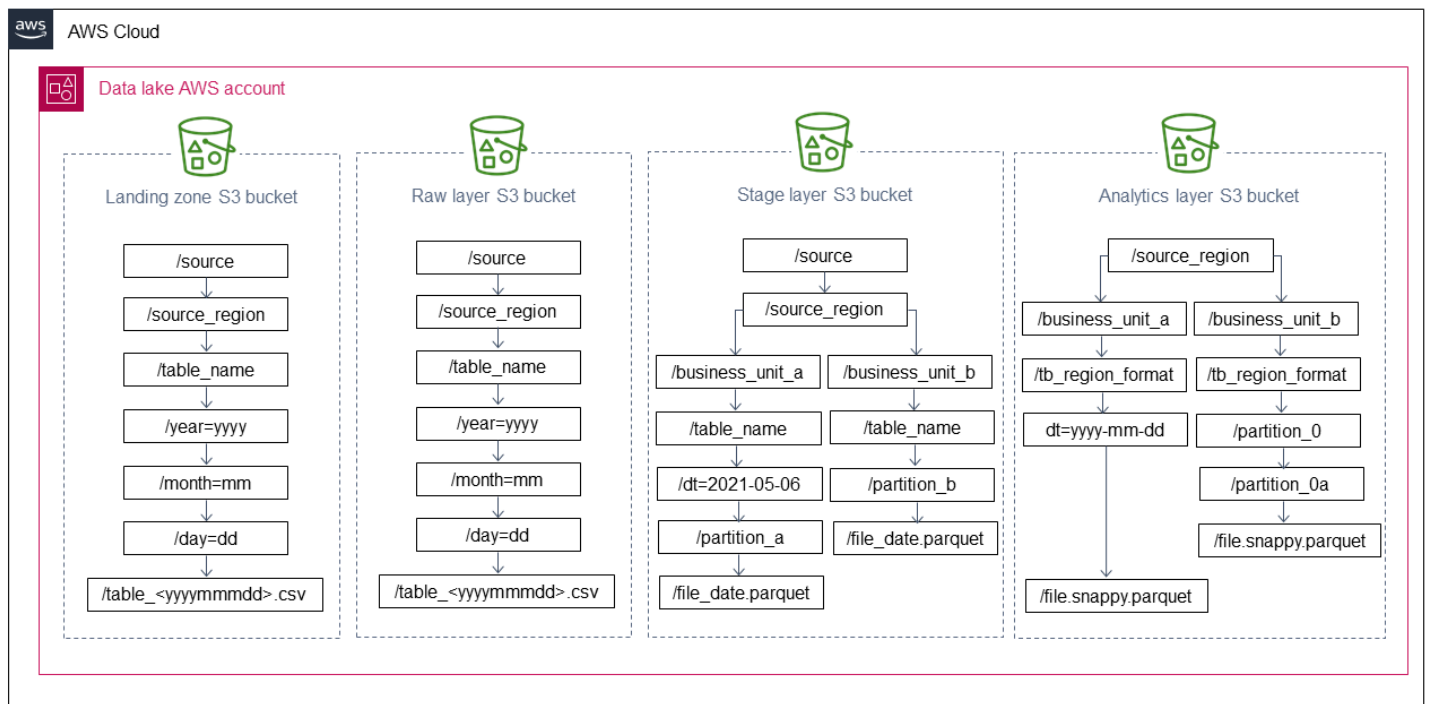 aws
AWS Cloud
Data lake AWS account
Landing zone S3 bucket
/source
/source_region
/table_name
/year=yyyy
/month=mm
/day=dd
/table_<yyyymmmdd>.csv
Raw layer S3 bucket
/source
/source_region
/table_name
/year=yyyy
/month=mm
/day=dd
/table_<yyyymmmdd>.csv
Stage layer S3 bucket
/source
/source_region
/business_unit_a
/table_name
/dt=2021-05-06
/partition_a
/file_date.parquet
/business_unit_b
/table_name
/partition_b
/file_date.parquet
Analytics layer S3 bucket
/source_region
/business_unit_a
/tb_region_format
dt=yyyy-mm-dd
/file.snappy.parquet
/business_unit_b
/tb_region_format
/partition_0
/partition_0a
/file.snappy.parquet